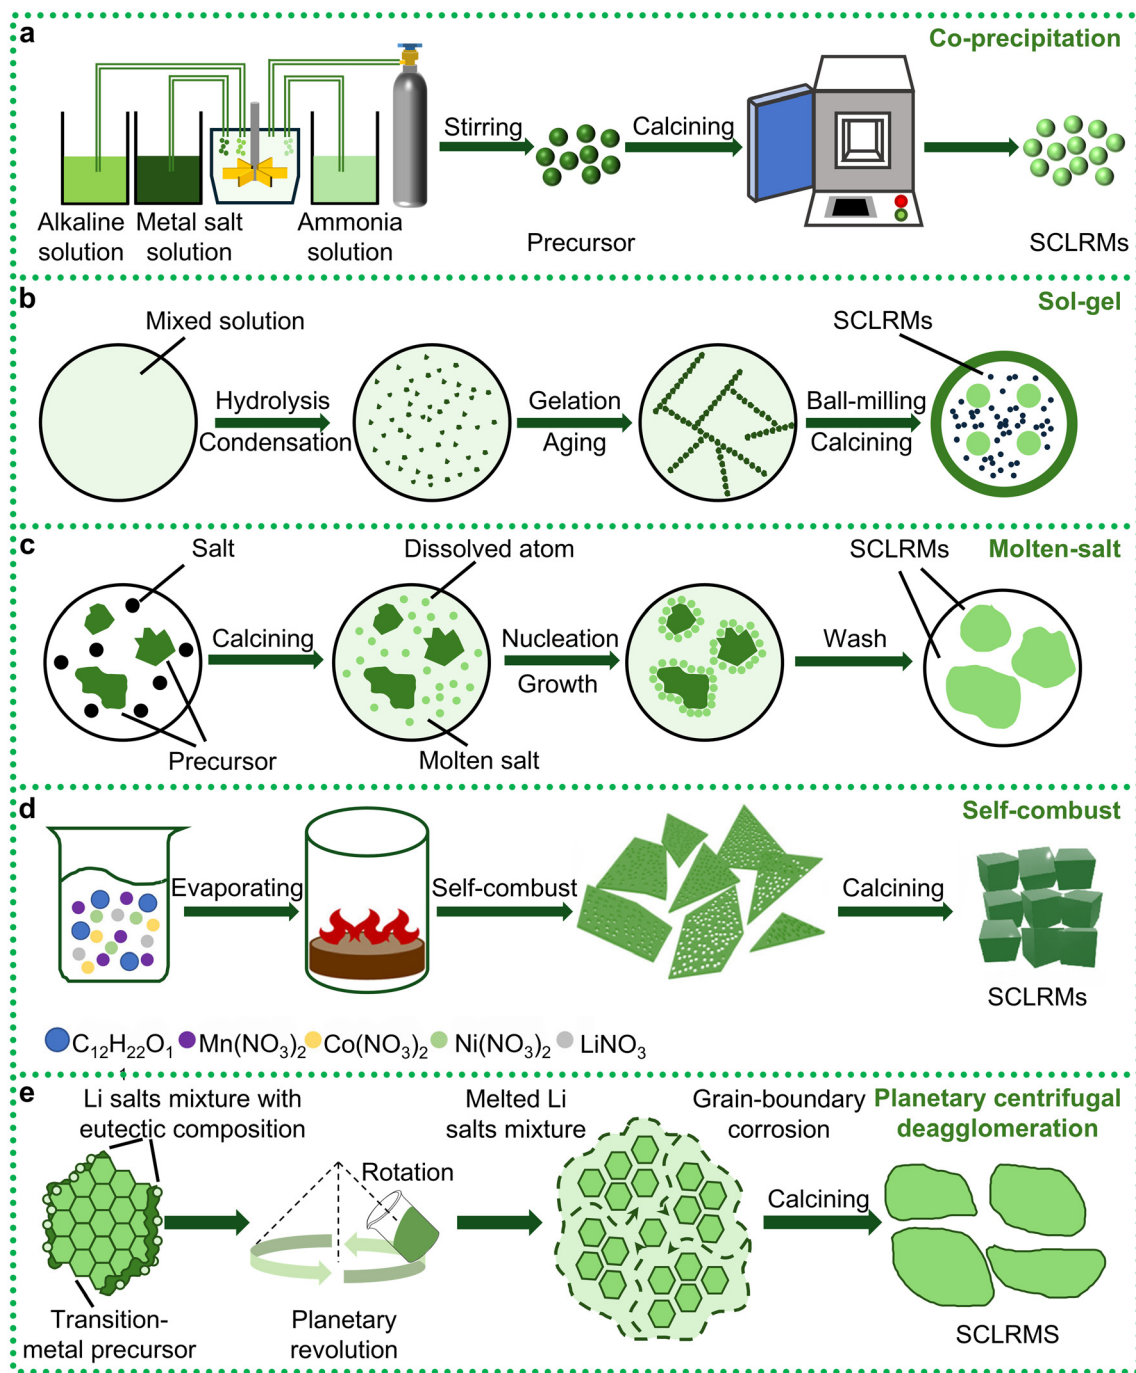 a
Co-precipitation
Stirring
Calcining
Alkaline
solution
Metal salt
solution
Ammonia
solution
Precursor
SCLRMs
b
Sol-gel
Mixed solution
SCLRMs
Hydrolysis
Condensation
Gelation
Aging
Ball-milling
Calcining
c
Molten-salt
Salt
Dissolved atom
SCLRMs
Calcining
Nucleation
Growth
Wash
Precursor
Molten salt
d
Self-combust
Evaporating
Self-combust
Calcining
SCLRMs
C12H22O1
1
Mn(NO3)2
Co(NO3)2
Ni(NO3)2
LiNO3
e
Li salts mixture with
eutectic composition
Melted Li
salts mixture
Grain-boundary
corrosion
Planetary centrifugal
deagglomeration
Rotation
Calcining
Transition-
metal precursor
Planetary
revolution
SCLRMS